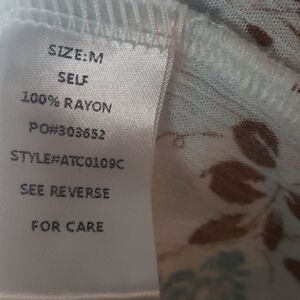 SIZE:M
SELF
100% RAYON
PO#303652
STYLE#ATC0109C
SEE REVERSE
FOR CARE